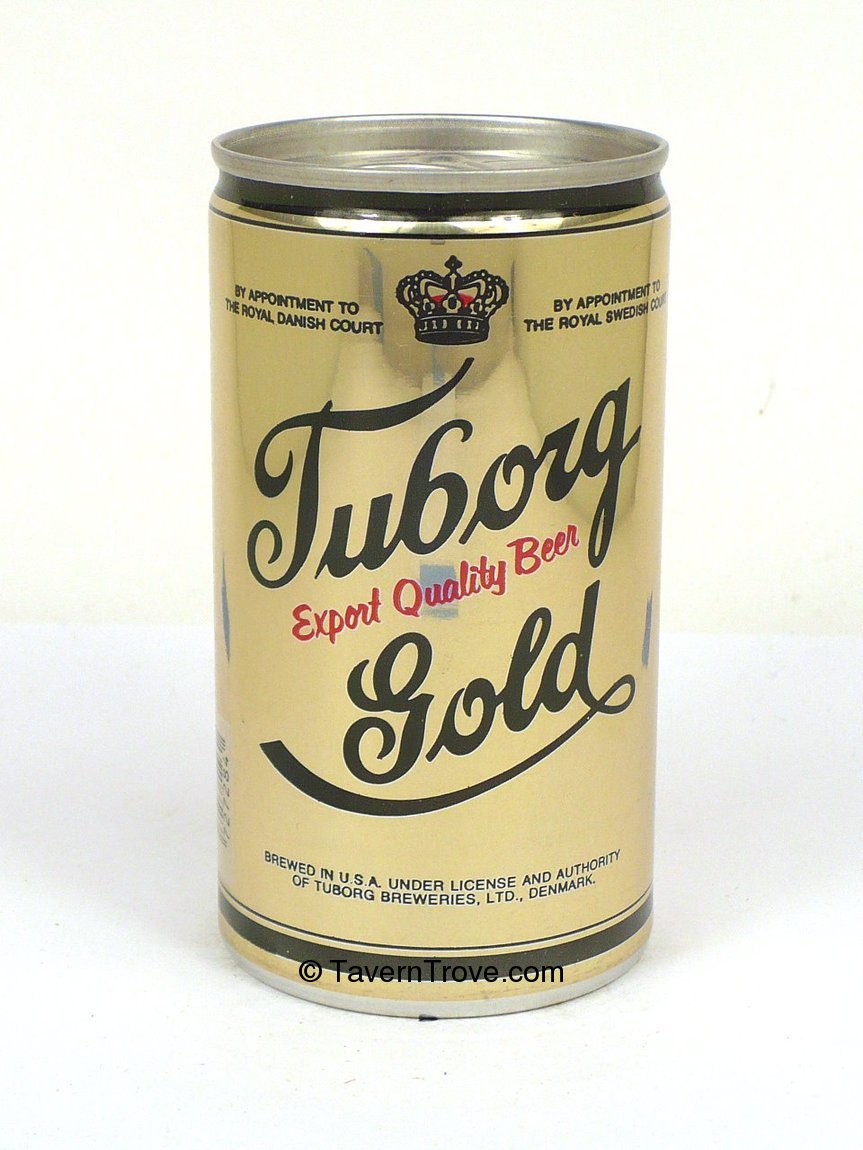 BY APPOINTMENT TO
THE ROYAL DANISH COURT
BY APPOINTMENT TO
THE ROYAL SWEDISH COURT
Tuborg
Export Quality Beer
Gold
BREWED IN U.S.A. UNDER LICENSE AND AUTHORITY
OF TUBORG BREWERIES, LTD., DENMARK.
© TavernTrove.com